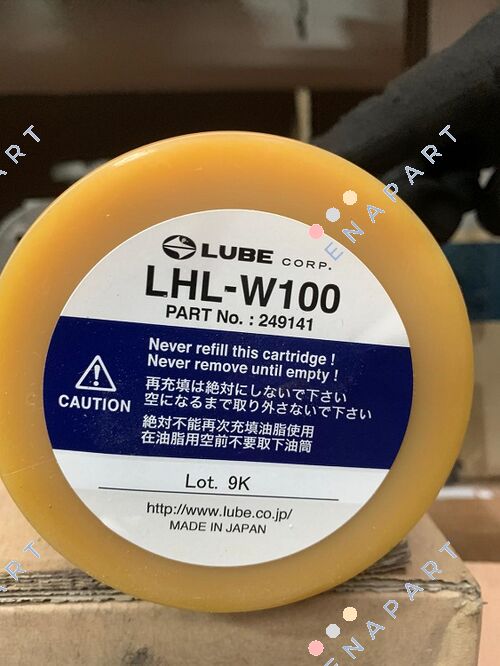 LUBE CORP.
LHL-W100
PART No. : 249141
Never refill this cartridge !
Never remove until empty !
CAUTION
再充填は絶対にしないで下さい
空になるまで取り外さないで下さい
絶対不能再次充填油脂使用
在油脂用空前不要取下油筒
Lot. 9K
http://www.lube.co.jp/
MADE IN JAPAN
ENAPART
ENAPART
ENAPART
ENAPART